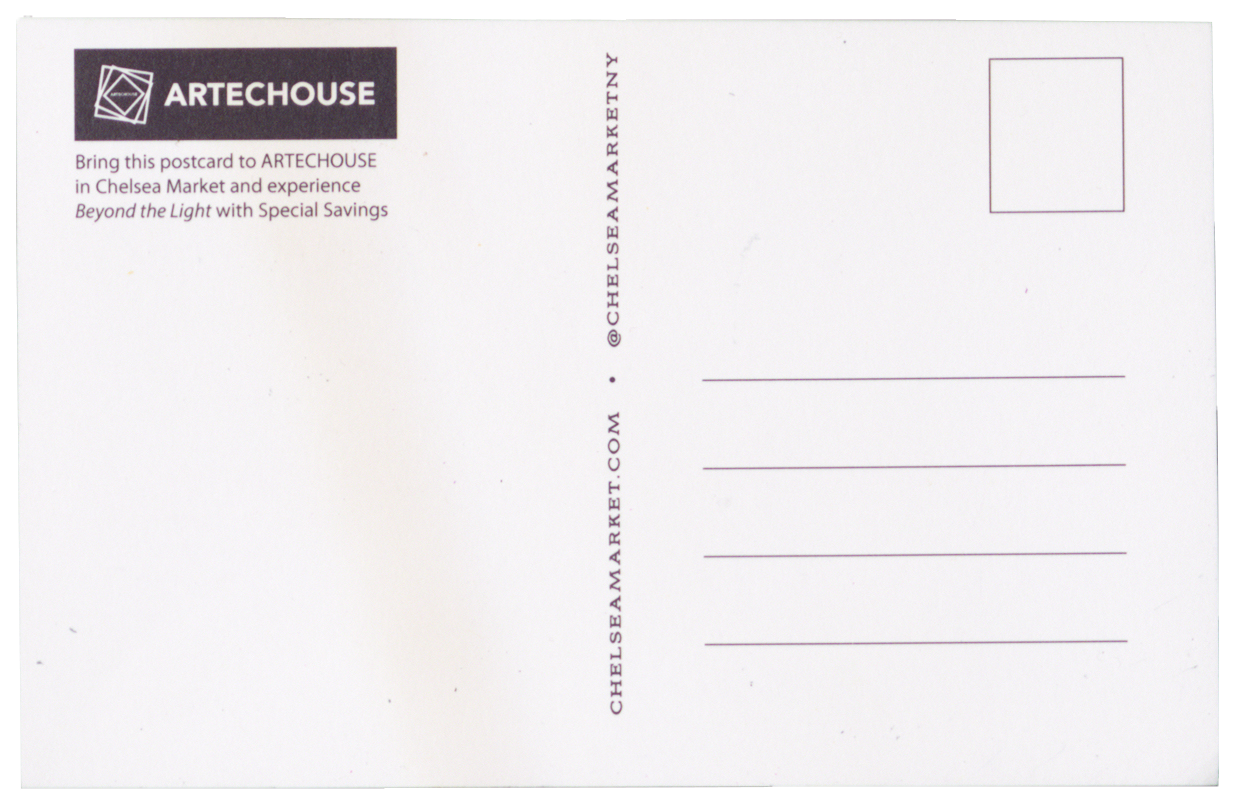 ARTECHOUSE
Bring this postcard to ARTECHOUSE
in Chelsea Market and experience
Beyond the Light with Special Savings
CHELSEAMARKET.COM • @CHELSEAMARKETNY